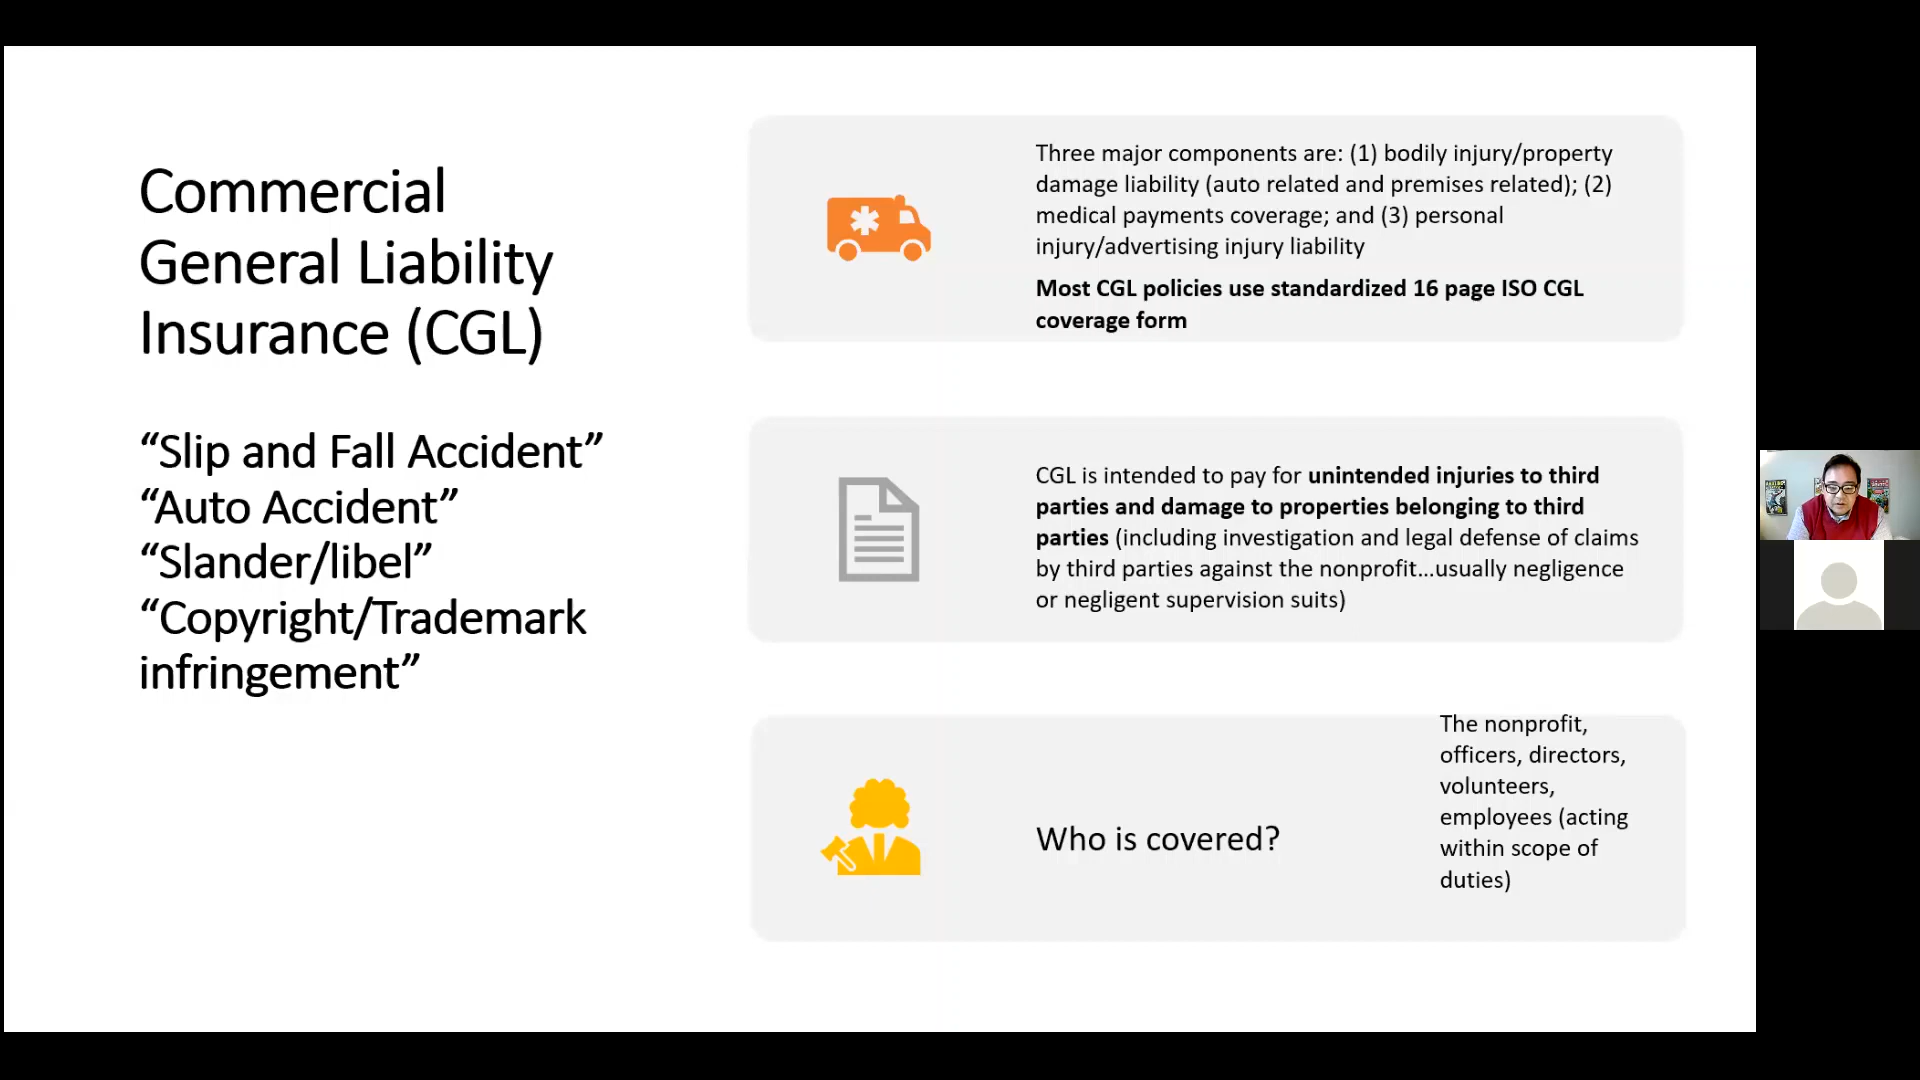 Commercial
General Liability
Insurance (CGL)
“Slip and Fall Accident”
“Auto Accident”
“Slander/libel”
“Copyright/Trademark
infringement”
Three major components are: (1) bodily injury/property
damage liability (auto related and premises related); (2)
medical payments coverage; and (3) personal
injury/advertising injury liability
Most CGL policies use standardized 16 page ISO CGL
coverage form
CGL is intended to pay for unintended injuries to third
parties and damage to properties belonging to third
parties (including investigation and legal defense of claims
by third parties against the nonprofit...usually negligence
or negligent supervision suits)
Who is covered?
The nonprofit,
officers, directors,
volunteers,
employees (acting
within scope of
duties)